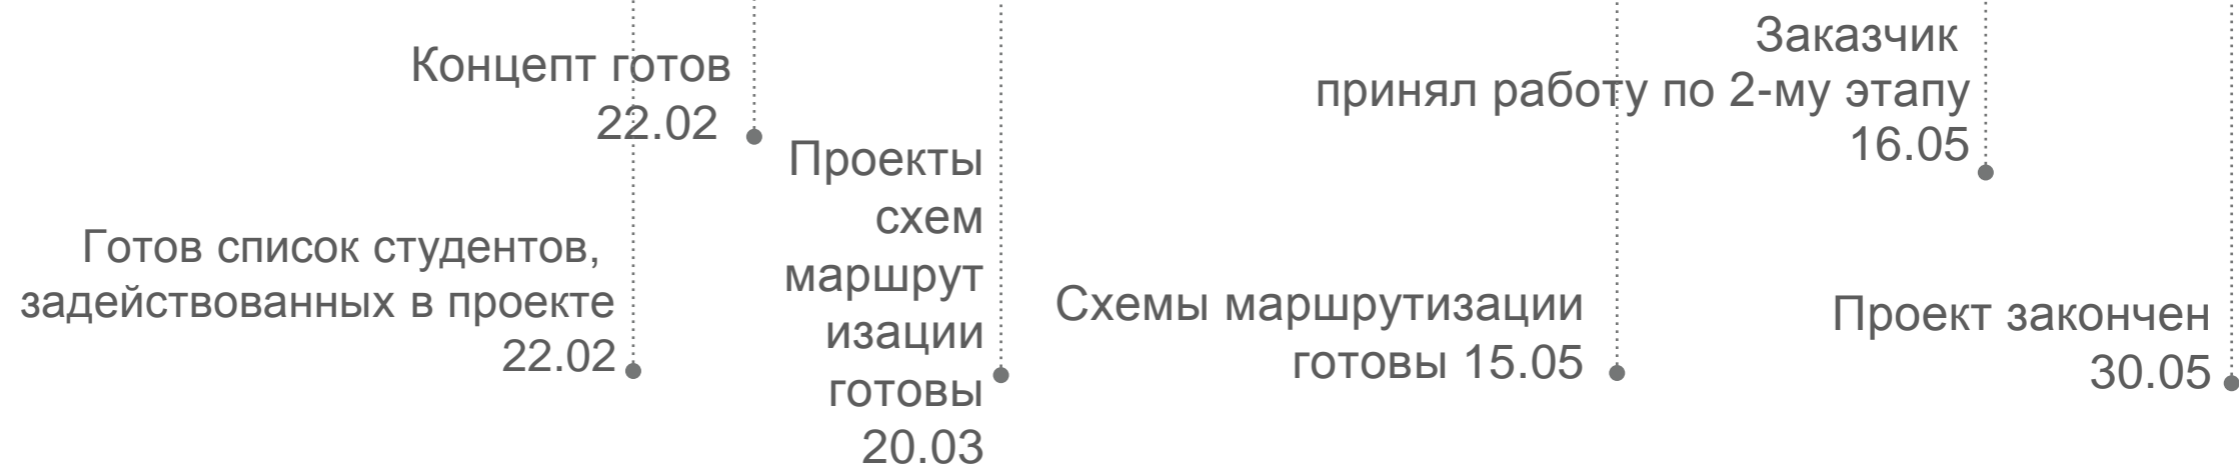 Концепт готов
22.02
Готов список студентов,
задействованных в проекте
22.02
Проекты
схем
маршрут
изации
готовы
20.03
Схемы маршрутизации
готовы 15.05
Заказчик
принял работу по 2-му этапу
16.05
Проект закончен
30.05